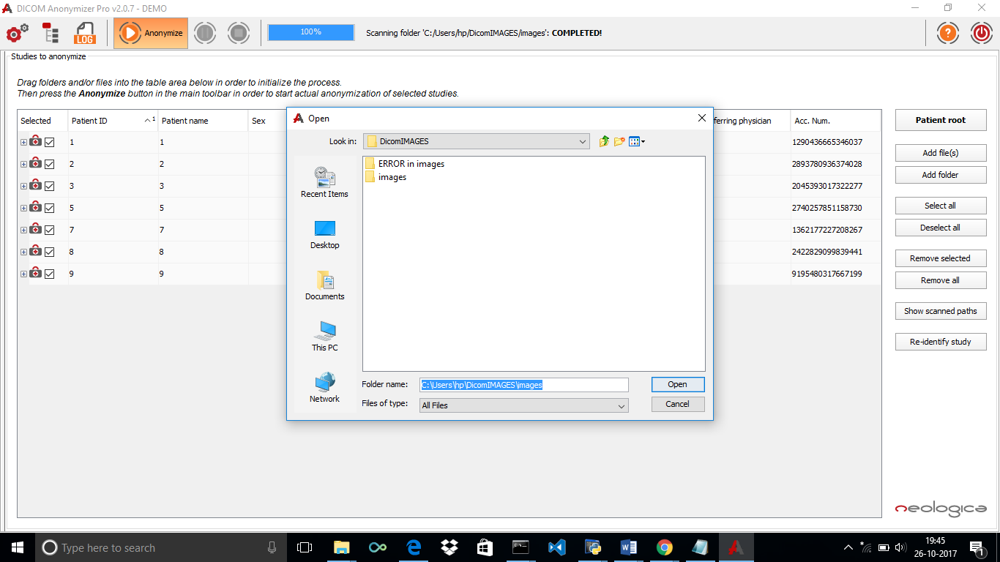 DICOM Anonymizer Pro v2.0.7 - DEMO
LOG
Anonymize
100%
Scanning folder 'C:/Users/hp/DicomIMAGES/images': COMPLETED!
?
Studies to anonymize
Drag folders and/or files into the table area below in order to initialize the process.
Then press the Anonymize button in the main toolbar in order to start actual anonymization of selected studies.
Selected Patient ID 1 Patient name Sex ferring physician Acc. Num.
1 1 1290436665346037
2 2 2893780936374028
3 3 2045393017322277
5 5 2740257851158730
7 7 1362177227208267
8 8 2422829099839441
9 9 9195480317667199
Open
Look in: DicomIMAGES
Recent Items
Desktop
Documents
This PC
Network
ERROR in images
images
Folder name: C:\Users\hp\DicomIMAGES\images Open
Files of type: All Files Cancel
Patient root
Add file(s)
Add folder
Select all
Deselect all
Remove selected
Remove all
Show scanned paths
Re-identify study
neologica
Type here to search
19:45
26-10-2017
1